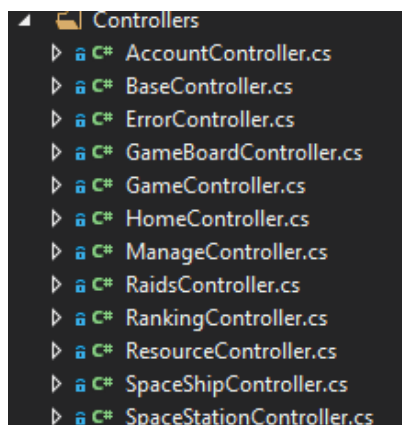 Controllers
C# AccountController.cs
C# BaseController.cs
C# ErrorController.cs
C# GameBoardController.cs
C# GameController.cs
C# HomeController.cs
C# ManageController.cs
C# RaidsController.cs
C# RankingController.cs
C# ResourceController.cs
C# SpaceShipController.cs
C# SpaceStationController.cs